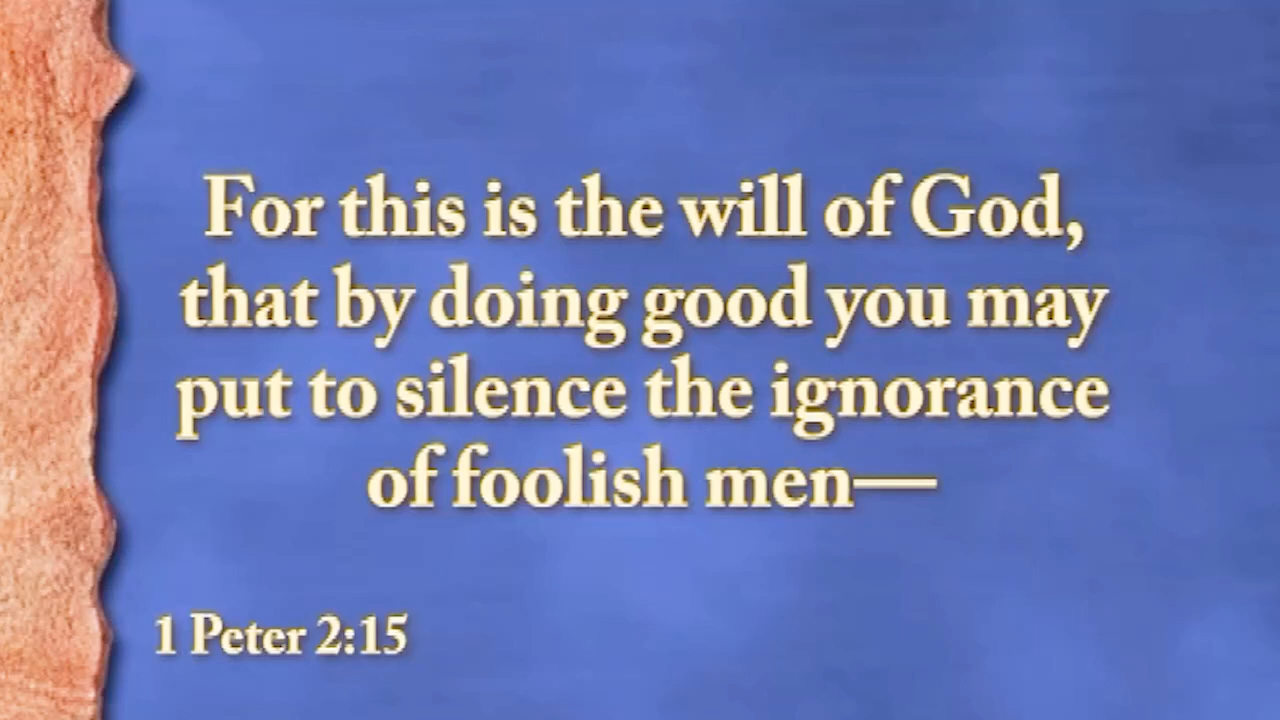 For this is the will of God,
that by doing good you may
put to silence the ignorance
of foolish men—
1 Peter 2:15